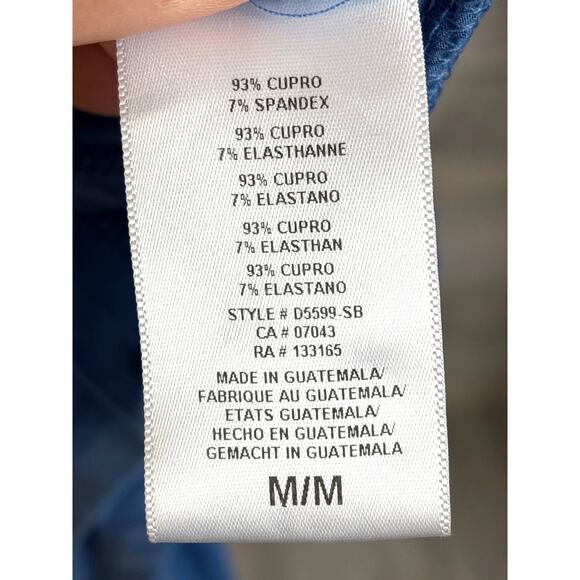 93% CUPRO
7% SPANDEX
93% CUPRO
7% ELASTHANNE
93% CUPRO
7% ELASTANO
93% CUPRO
7% ELASTHAN
93% CUPRO
7% ELASTANO
STYLE # D5599-SB
CA # 07043
RA # 133165
MADE IN GUATEMALA/
FABRIQUE AU GUATEMALA/
ETATS GUATEMALA/
HECHO EN GUATEMALA/
GEMACHT IN GUATEMALA
M/M